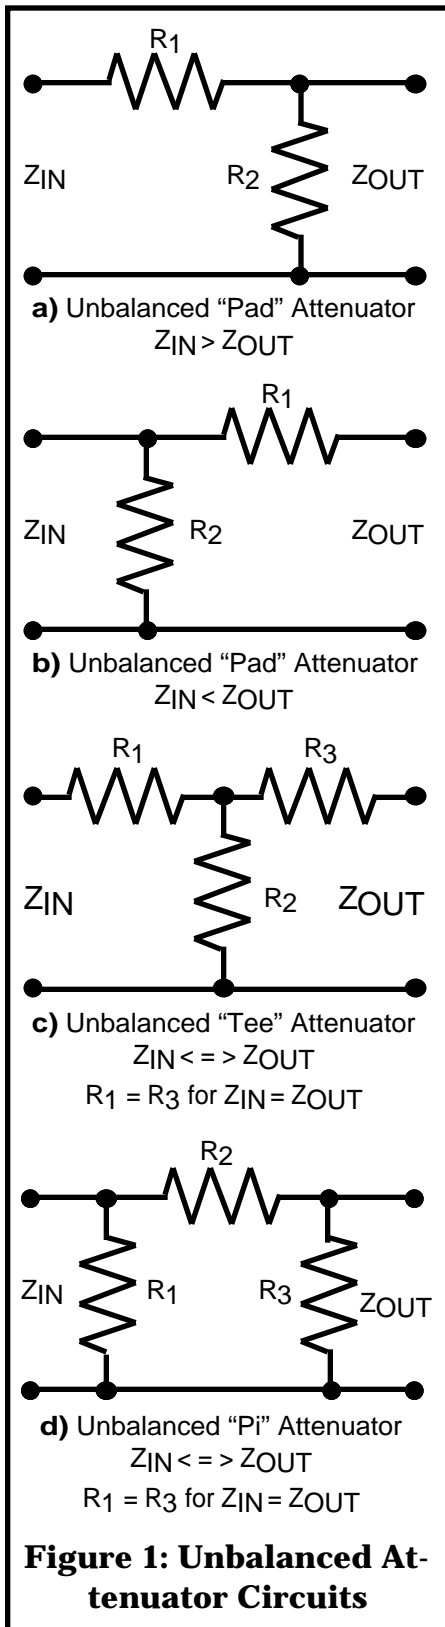 R1
ZIN R2 ZOUT
a) Unbalanced “Pad” Attenuator
ZIN > ZOUT
R1
ZIN R2 ZOUT
b) Unbalanced “Pad” Attenuator
ZIN < ZOUT
R1 R3
ZIN R2 ZOUT
c) Unbalanced “Tee” Attenuator
ZIN < = > ZOUT
R1 = R3 for ZIN = ZOUT
R2
ZIN R1 R3 ZOUT
d) Unbalanced “Pi” Attenuator
ZIN < = > ZOUT
R1 = R3 for ZIN = ZOUT
Figure 1: Unbalanced At-
tenuator Circuits